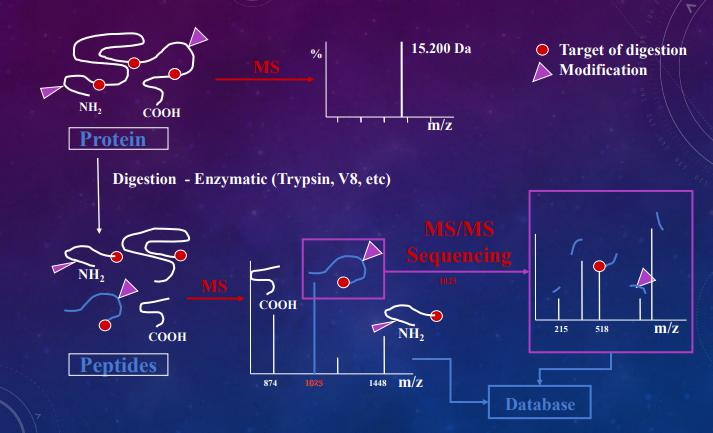 %
15.200 Da
Target of digestion
Modification
MS
NH2
COOH
m/z
Protein
Digestion - Enzymatic (Trypsin, V8, etc)
MS/MS
Sequencing
1025
NH2
MS
COOH
COOH
NH2
215
518
m/z
Peptides
874
1025
1448
m/z
Database